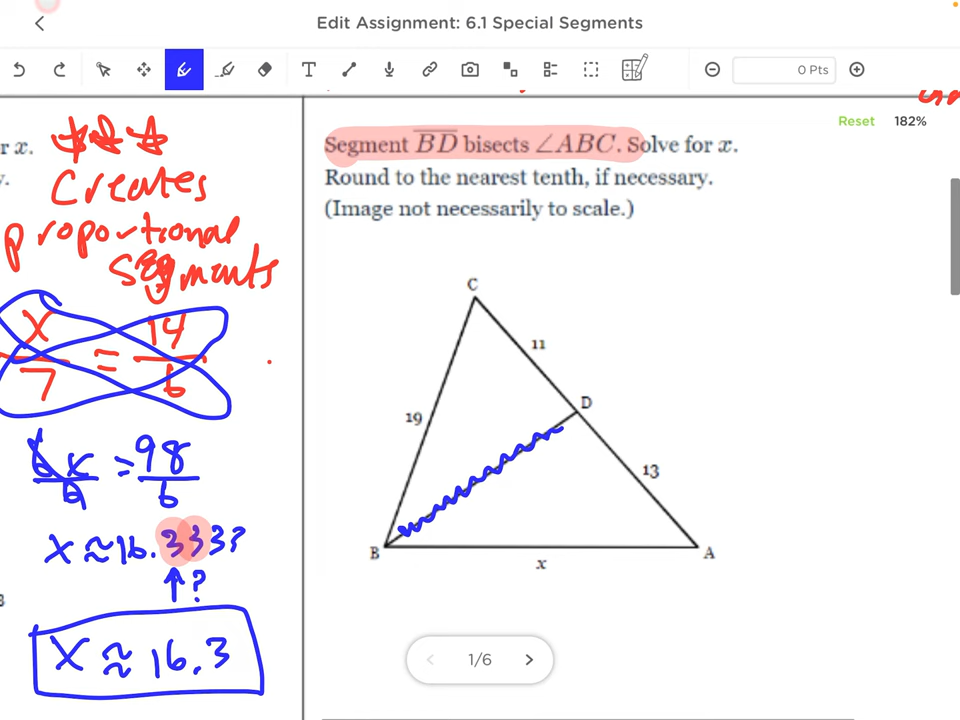 Edit Assignment: 6.1 Special Segments
T
0 Pts
Reset 182%
r x.
y.
Creates
proportional
segments
x/7 = 14/6
6x/6 = 98/6
x ≈ 16.333?
↑ ?
x ≈ 16.3
Segment BD bisects ∠ABC. Solve for x.
Round to the nearest tenth, if necessary.
(Image not necessarily to scale.)
C
11
D
19
13
B
A
x
1/6